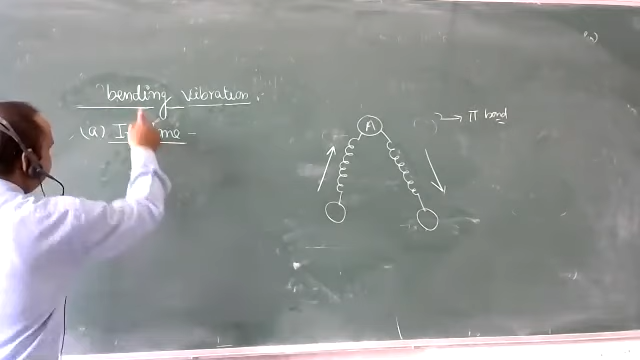 bending vibration.
(a) I
A
→ π bond